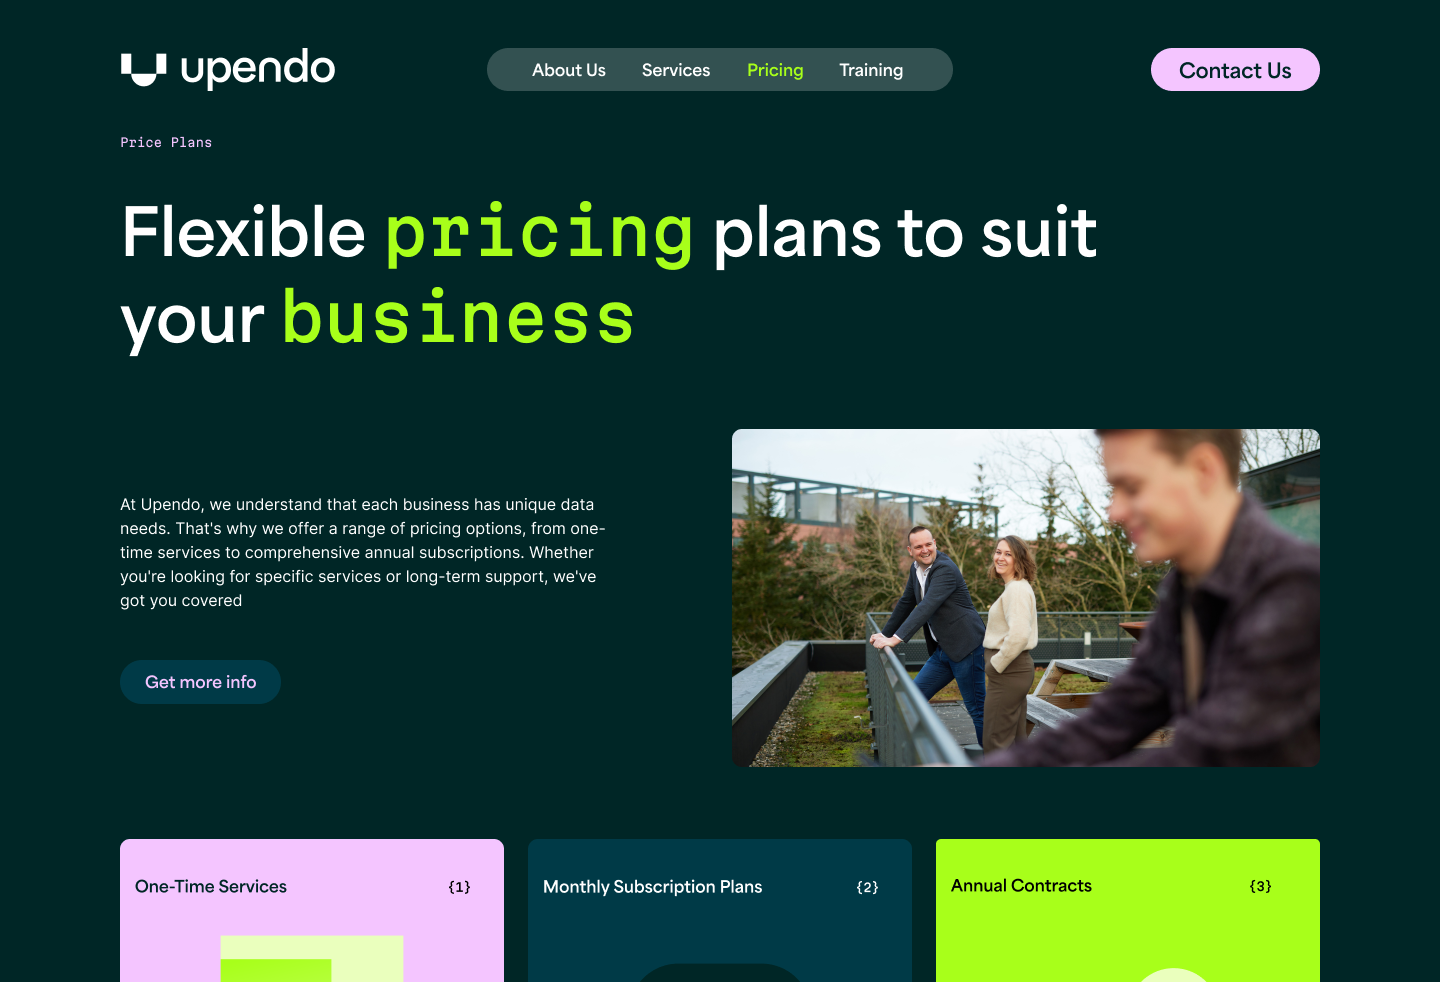 upendo
About Us Services Pricing Training
Contact Us
Price Plans
Flexible pricing plans to suit
your business
At Upendo, we understand that each business has unique data
needs. That's why we offer a range of pricing options, from one-
time services to comprehensive annual subscriptions. Whether
you're looking for specific services or long-term support, we've
got you covered
Get more info
One-Time Services {1}
Monthly Subscription Plans {2}
Annual Contracts {3}